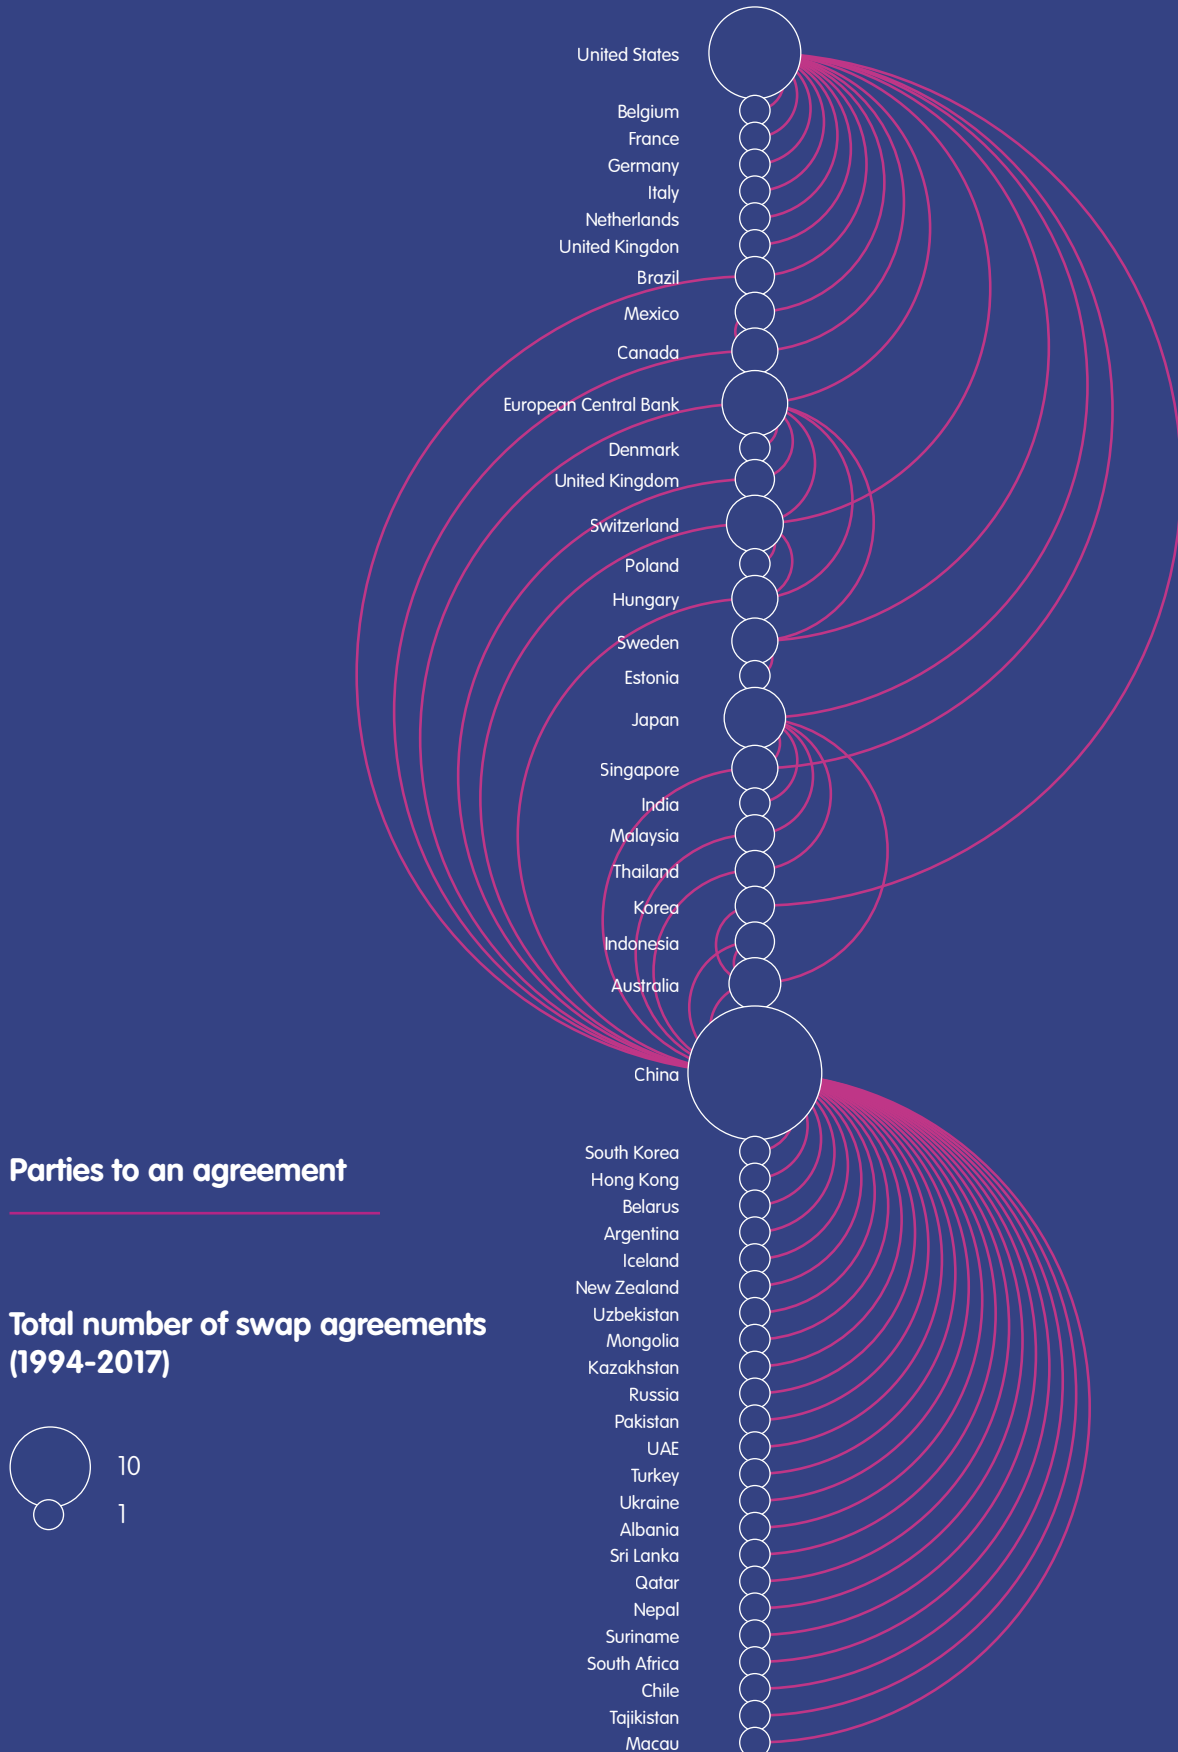 United States
Belgium
France
Germany
Italy
Netherlands
United Kingdon
Brazil
Mexico
Canada
European Central Bank
Denmark
United Kingdom
Switzerland
Poland
Hungary
Sweden
Estonia
Japan
Singapore
India
Malaysia
Thailand
Korea
Indonesia
Australia
China
South Korea
Hong Kong
Belarus
Argentina
Iceland
New Zealand
Uzbekistan
Mongolia
Kazakhstan
Russia
Pakistan
UAE
Turkey
Ukraine
Albania
Sri Lanka
Qatar
Nepal
Suriname
South Africa
Chile
Tajikistan
Macau
Parties to an agreement
Total number of swap agreements
(1994-2017)
10
1